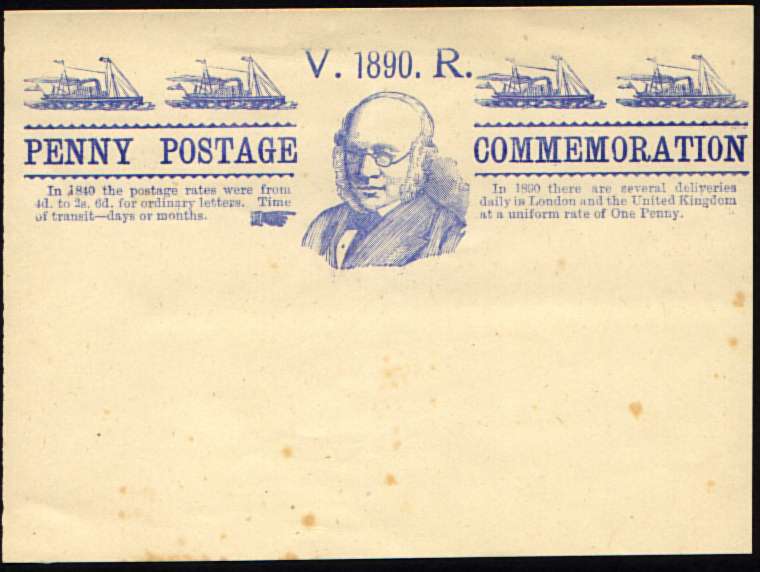 V. 1890. R.
PENNY POSTAGE
COMMEMORATION
In 1840 the postage rates were from
4d. to 2s. 6d. for ordinary letters. Time
of transit—days or months.
In 1890 there are several deliveries
daily in London and the United Kingdom
at a uniform rate of One Penny.